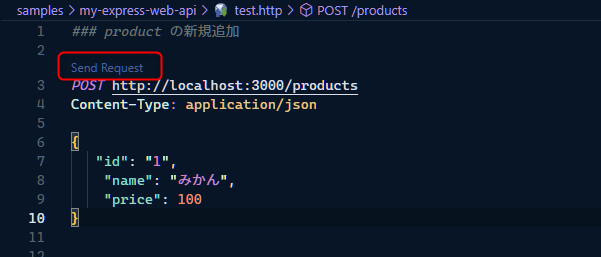 samples > my-express-web-api > test.http > POST /products
1 ### product の新規追加
2
Send Request
3 POST http://localhost:3000/products
4 Content-Type: application/json
5
6 {
7 "id": "1",
8 "name": "みかん",
9 "price": 100
10 }
11
12